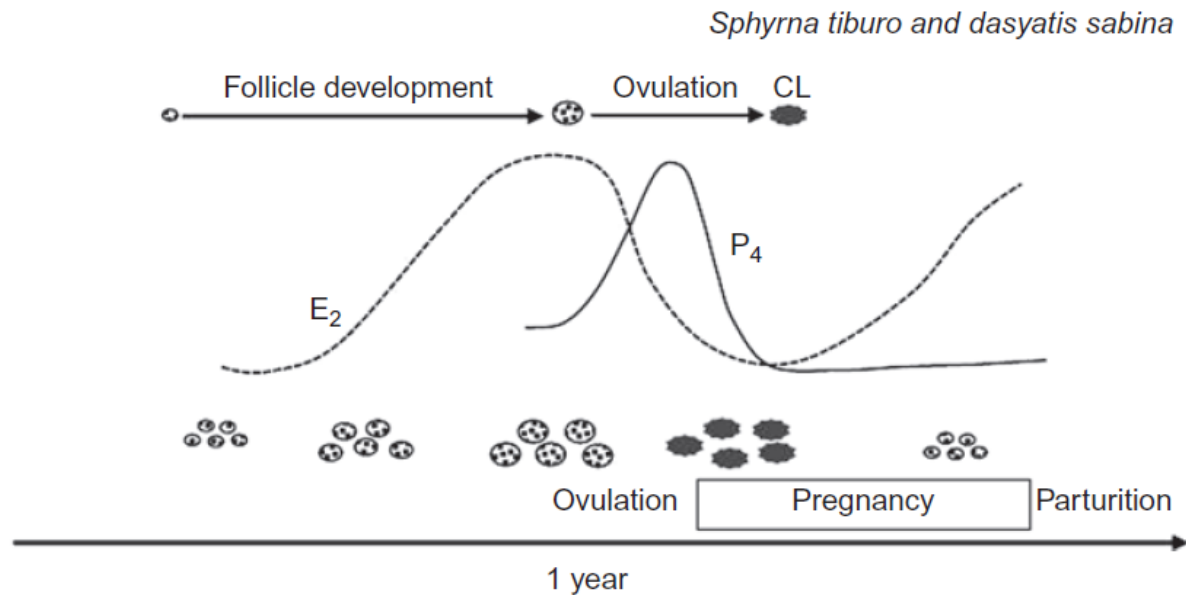 Sphyrna tiburo and dasyatis sabina
Follicle development Ovulation CL
P4
E2
Ovulation Pregnancy Parturition
1 year